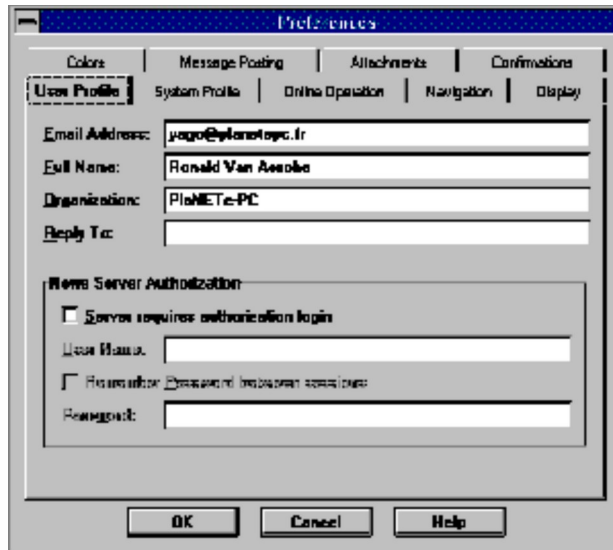 Preferences
Colors Message Posting Attachments Confirmations
User Profile System Profile Online Operation Navigation Display
Email Address: yago@planetepc.fr
Full Name: Ronald Van Assche
Organization: PlaNETe-PC
Reply To:
News Server Authorization
Server requires authorization login
User Name:
Remember Password between sessions
Password:
OK Cancel Help